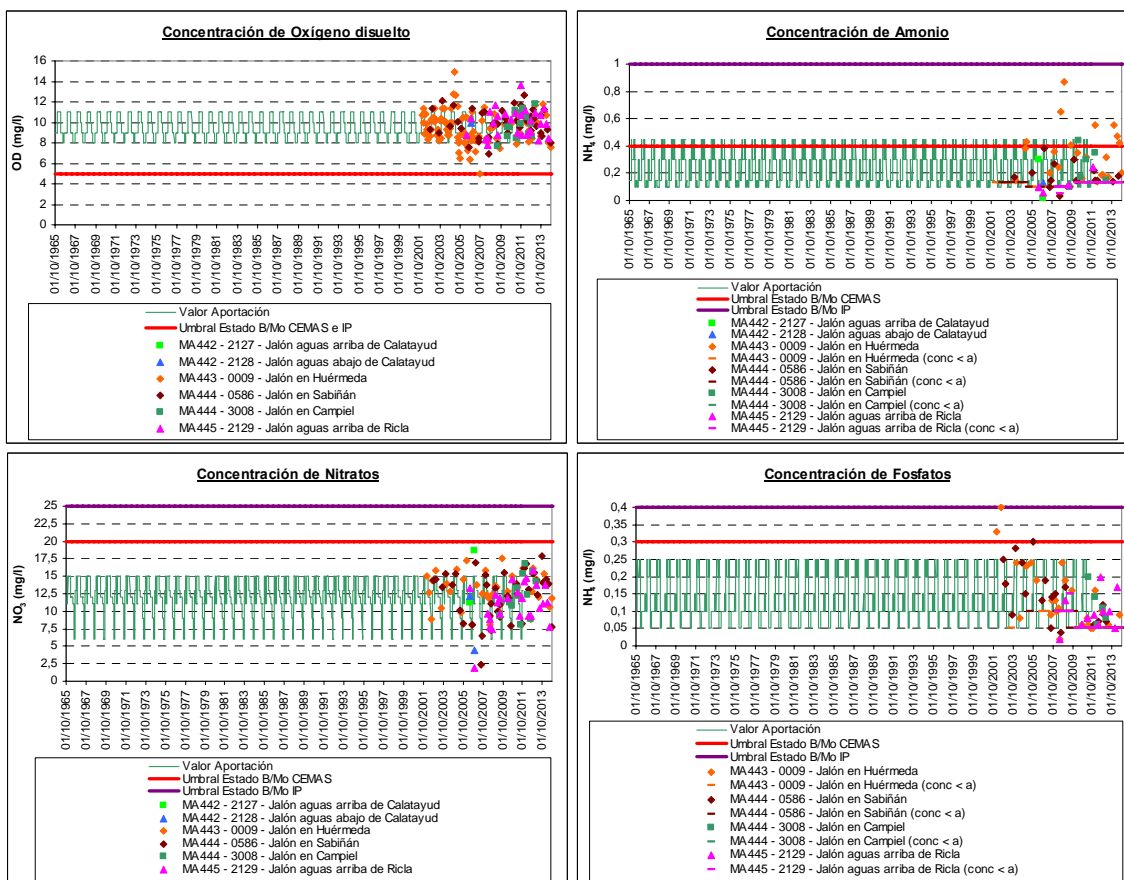 Concentración de Oxígeno disuelto
OD (mg/l)
16
14
12
10
8
6
4
2
0
01/10/1965
01/10/1967
01/10/1969
01/10/1971
01/10/1973
01/10/1975
01/10/1977
01/10/1979
01/10/1981
01/10/1983
01/10/1985
01/10/1987
01/10/1989
01/10/1991
01/10/1993
01/10/1995
01/10/1997
01/10/1999
01/10/2001
01/10/2003
01/10/2005
01/10/2007
01/10/2009
01/10/2011
01/10/2013
Valor Aportación
Umbral Estado B/Mo CEMAS e IP
MA442 - 2127 - Jalón aguas arriba de Calatayud
MA442 - 2128 - Jalón aguas abajo de Calatayud
MA443 - 0009 - Jalón en Huérmeda
MA444 - 0586 - Jalón en Sabiñán
MA444 - 3008 - Jalón en Campiel
MA445 - 2129 - Jalón aguas arriba de Ricla
Concentración de Amonio
NH₄ (mg/l)
1
0,8
0,6
0,4
0,2
0
01/10/1965
01/10/1967
01/10/1969
01/10/1971
01/10/1973
01/10/1975
01/10/1977
01/10/1979
01/10/1981
01/10/1983
01/10/1985
01/10/1987
01/10/1989
01/10/1991
01/10/1993
01/10/1995
01/10/1997
01/10/1999
01/10/2001
01/10/2003
01/10/2005
01/10/2007
01/10/2009
01/10/2011
01/10/2013
Valor Aportación
Umbral Estado B/Mo CEMAS
Umbral Estado B/Mo IP
MA442 - 2127 - Jalón aguas arriba de Calatayud
MA442 - 2128 - Jalón aguas abajo de Calatayud
MA443 - 0009 - Jalón en Huérmeda
MA443 - 0009 - Jalón en Huérmeda (conc < a)
MA444 - 0586 - Jalón en Sabiñán
MA444 - 0586 - Jalón en Sabiñán (conc < a)
MA444 - 3008 - Jalón en Campiel
MA444 - 3008 - Jalón en Campiel (conc < a)
MA445 - 2129 - Jalón aguas arriba de Ricla
MA445 - 2129 - Jalón aguas arriba de Ricla (conc < a)
Concentración de Nitratos
NO₃ (mg/l)
25
22,5
20
17,5
15
12,5
10
7,5
5
2,5
0
01/10/1965
01/10/1967
01/10/1969
01/10/1971
01/10/1973
01/10/1975
01/10/1977
01/10/1979
01/10/1981
01/10/1983
01/10/1985
01/10/1987
01/10/1989
01/10/1991
01/10/1993
01/10/1995
01/10/1997
01/10/1999
01/10/2001
01/10/2003
01/10/2005
01/10/2007
01/10/2009
01/10/2011
01/10/2013
Valor Aportación
Umbral Estado B/Mo CEMAS
Umbral Estado B/Mo IP
MA442 - 2127 - Jalón aguas arriba de Calatayud
MA442 - 2128 - Jalón aguas abajo de Calatayud
MA443 - 0009 - Jalón en Huérmeda
MA444 - 0586 - Jalón en Sabiñán
MA444 - 3008 - Jalón en Campiel
MA445 - 2129 - Jalón aguas arriba de Ricla
Concentración de Fosfatos
NH₄ (mg/l)
0,4
0,35
0,3
0,25
0,2
0,15
0,1
0,05
0
01/10/1965
01/10/1967
01/10/1969
01/10/1971
01/10/1973
01/10/1975
01/10/1977
01/10/1979
01/10/1981
01/10/1983
01/10/1985
01/10/1987
01/10/1989
01/10/1991
01/10/1993
01/10/1995
01/10/1997
01/10/1999
01/10/2001
01/10/2003
01/10/2005
01/10/2007
01/10/2009
01/10/2011
01/10/2013
Valor Aportación
Umbral Estado B/Mo CEMAS
Umbral Estado B/Mo IP
MA443 - 0009 - Jalón en Huérmeda
MA443 - 0009 - Jalón en Huérmeda (conc < a)
MA444 - 0586 - Jalón en Sabiñán
MA444 - 0586 - Jalón en Sabiñán (conc < a)
MA444 - 3008 - Jalón en Campiel
MA444 - 3008 - Jalón en Campiel (conc < a)
MA445 - 2129 - Jalón aguas arriba de Ricla
MA445 - 2129 - Jalón aguas arriba de Ricla (conc < a)